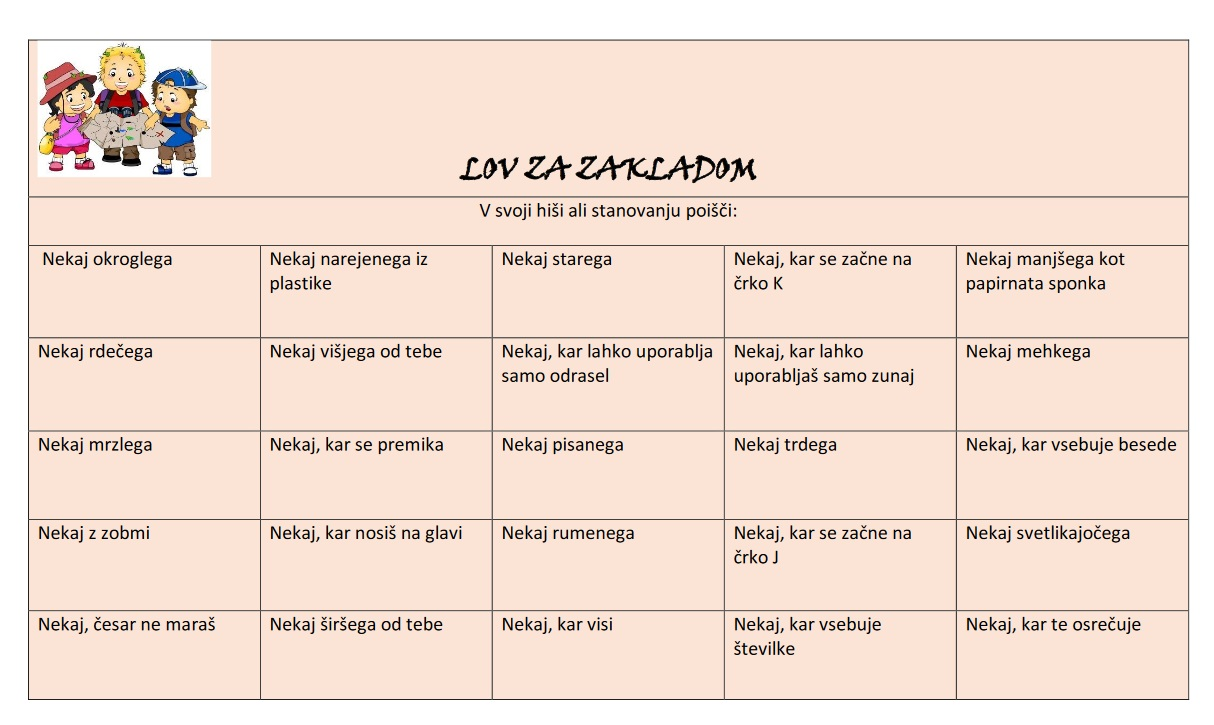 LOV ZA ZAKLADOM
V svoji hiši ali stanovanju poišči:
Nekaj okroglega
Nekaj narejenega iz
plastike
Nekaj starega
Nekaj, kar se začne na
črko K
Nekaj manjšega kot
papirnata sponka
Nekaj rdečega
Nekaj višjega od tebe
Nekaj, kar lahko uporablja
samo odrasel
Nekaj, kar lahko
uporabljaš samo zunaj
Nekaj mehkega
Nekaj mrzlega
Nekaj, kar se premika
Nekaj pisanega
Nekaj trdega
Nekaj, kar vsebuje besede
Nekaj z zobmi
Nekaj, kar nosiš na glavi
Nekaj rumenega
Nekaj, kar se začne na
črko J
Nekaj svetlikajočega
Nekaj, česar ne maraš
Nekaj širšega od tebe
Nekaj, kar visi
Nekaj, kar vsebuje
številke
Nekaj, kar te osrečuje